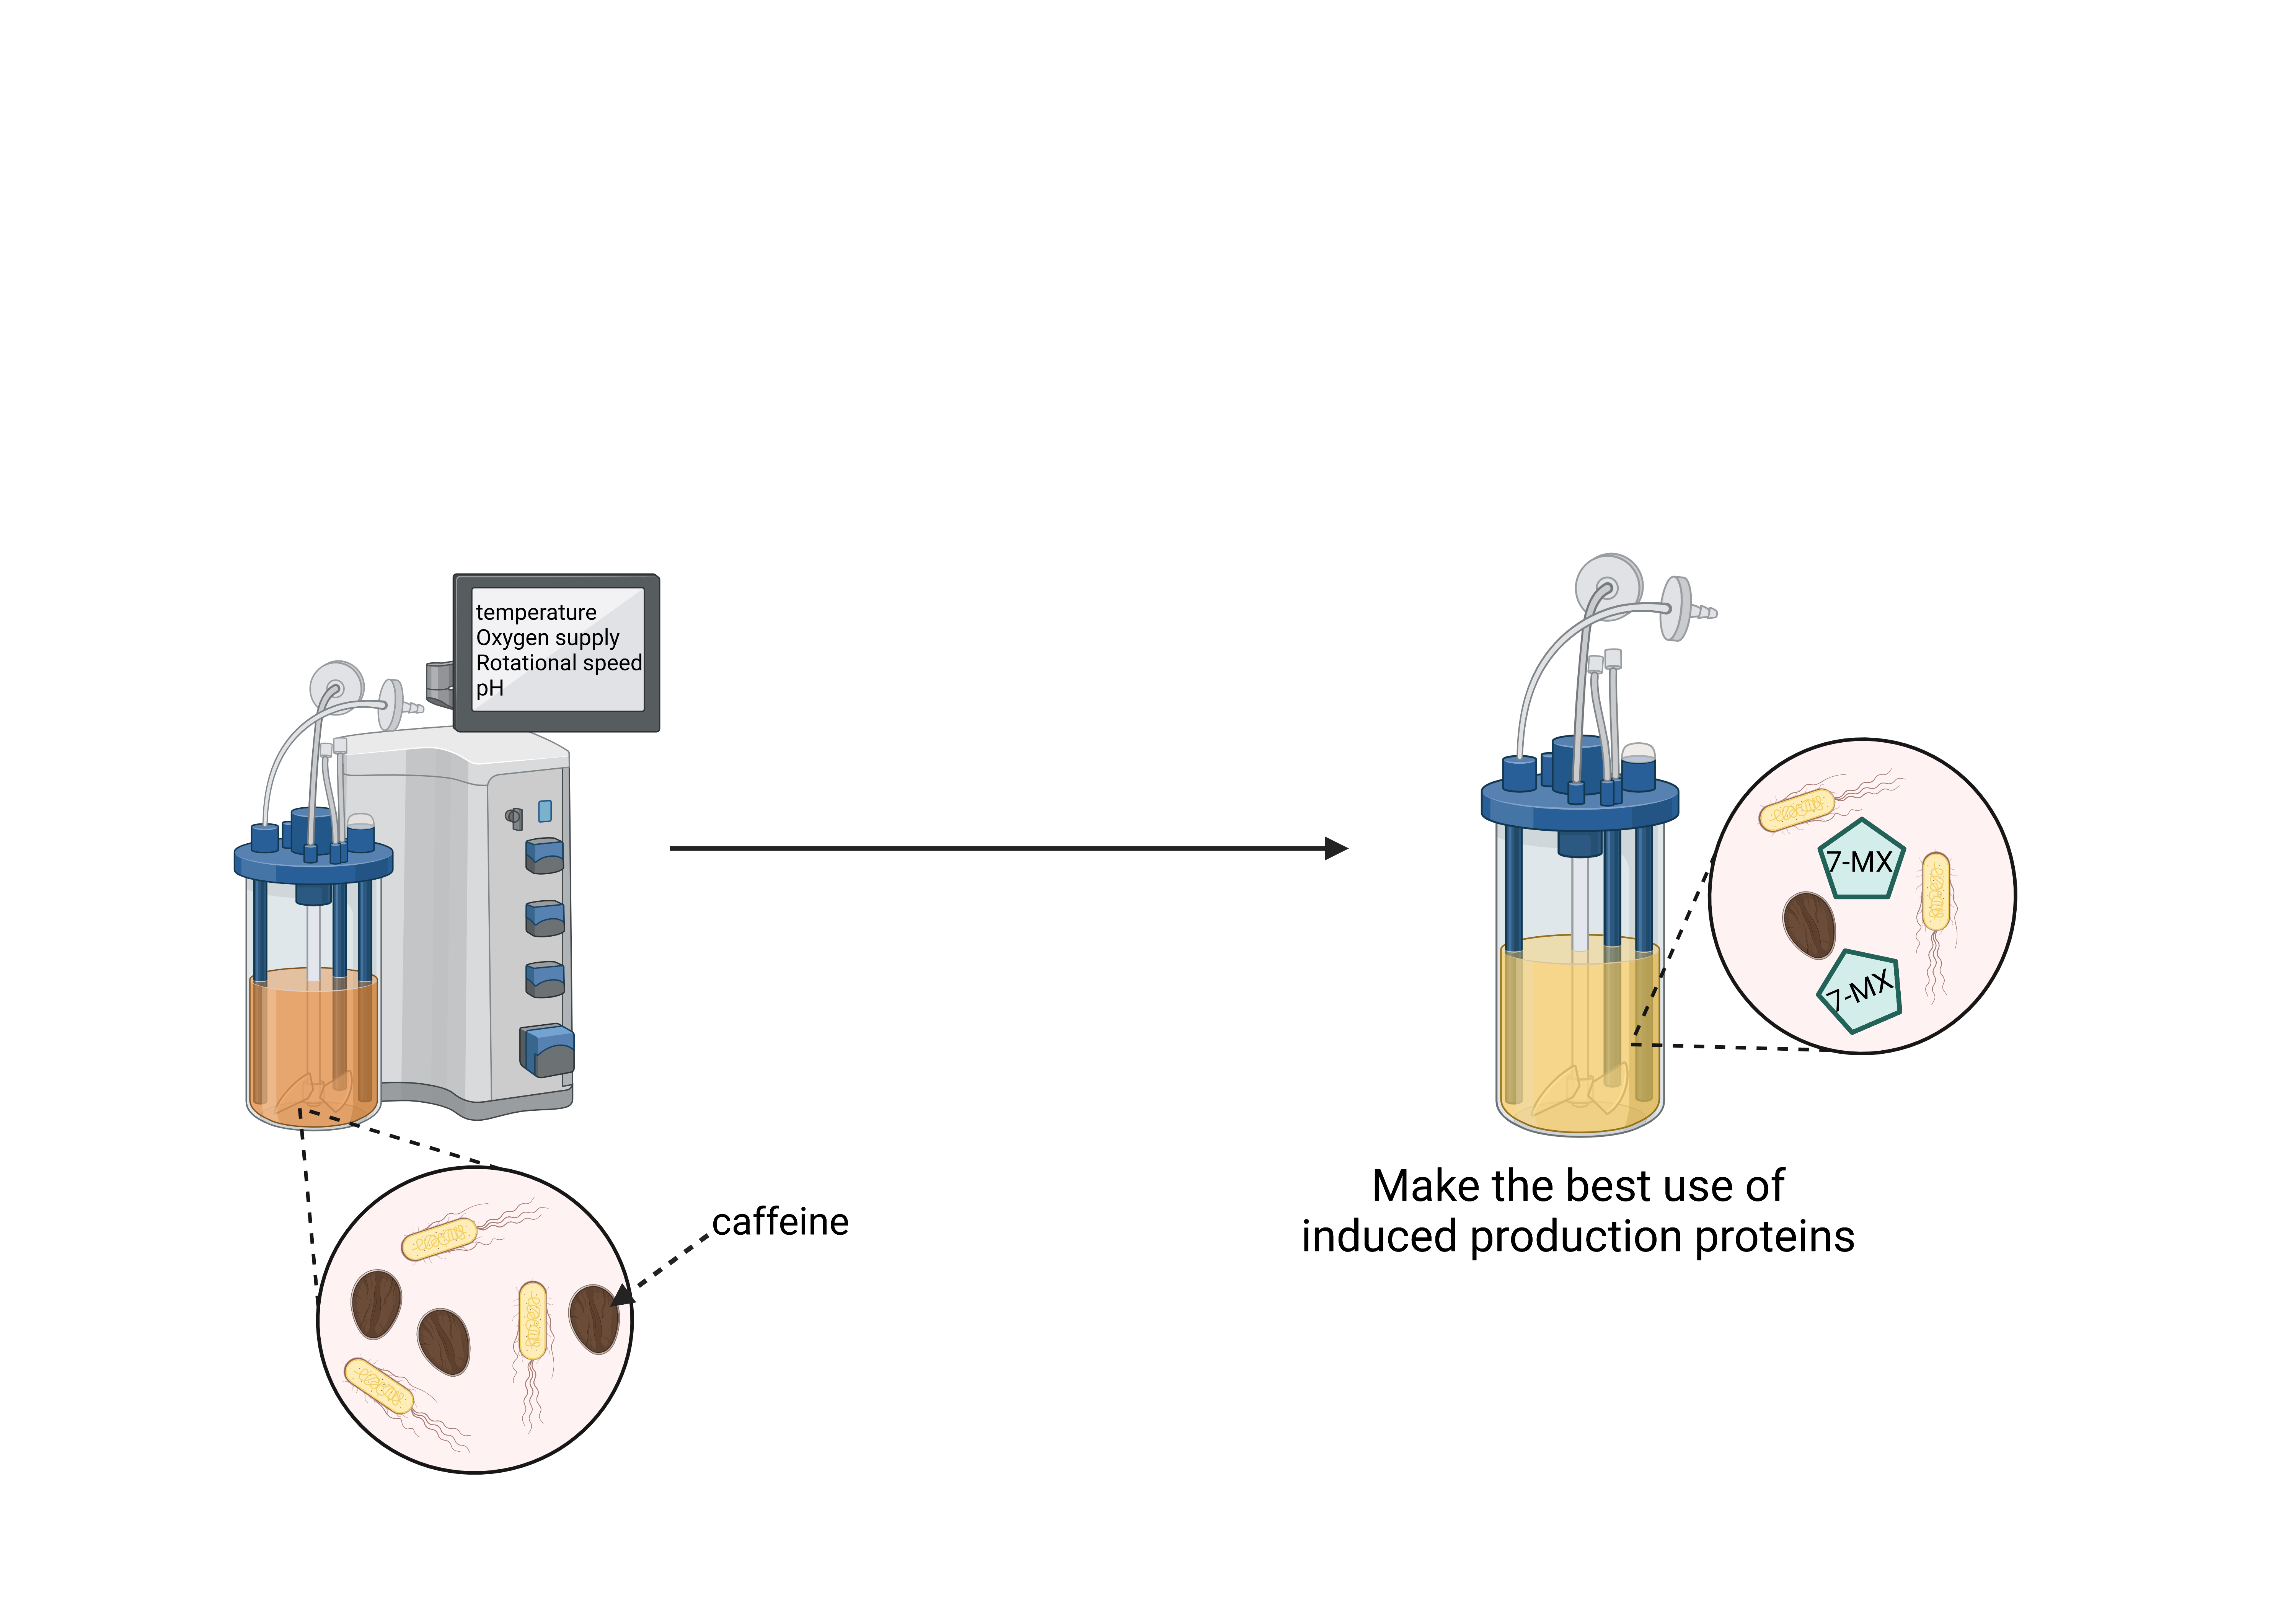 temperature
Oxygen supply
Rotational speed
pH
7-MX
7-MX
caffeine
Make the best use of
induced production proteins